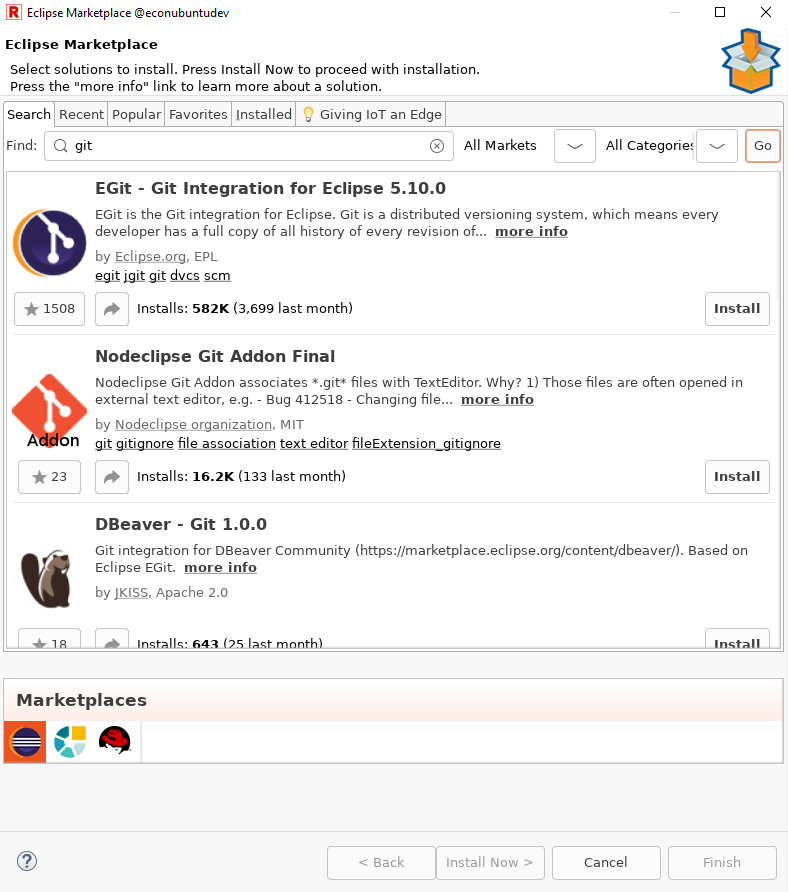 R Eclipse Marketplace @econubuntudev
Eclipse Marketplace
Select solutions to install. Press Install Now to proceed with installation.
Press the "more info" link to learn more about a solution.
Search Recent Popular Favorites Installed Giving IoT an Edge
Find: git All Markets All Categories Go
EGit - Git Integration for Eclipse 5.10.0
EGit is the Git integration for Eclipse. Git is a distributed versioning system, which means every
developer has a full copy of all history of every revision of... more info
by Eclipse.org, EPL
egit jgit git dvcs scm
1508 Installs: 582K (3,699 last month) Install
Nodeclipse Git Addon Final
Nodeclipse Git Addon associates *.git* files with TextEditor. Why? 1) Those files are often opened in
external text editor, e.g. - Bug 412518 - Changing file... more info
Addon
by Nodeclipse organization, MIT
git gitignore file association text editor fileExtension_gitignore
23 Installs: 16.2K (133 last month) Install
DBeaver - Git 1.0.0
Git integration for DBeaver Community (https://marketplace.eclipse.org/content/dbeaver/). Based on
Eclipse EGit. more info
by JKISS, Apache 2.0
18 Installs: 643 (25 last month) Install
Marketplaces
? < Back Install Now > Cancel Finish